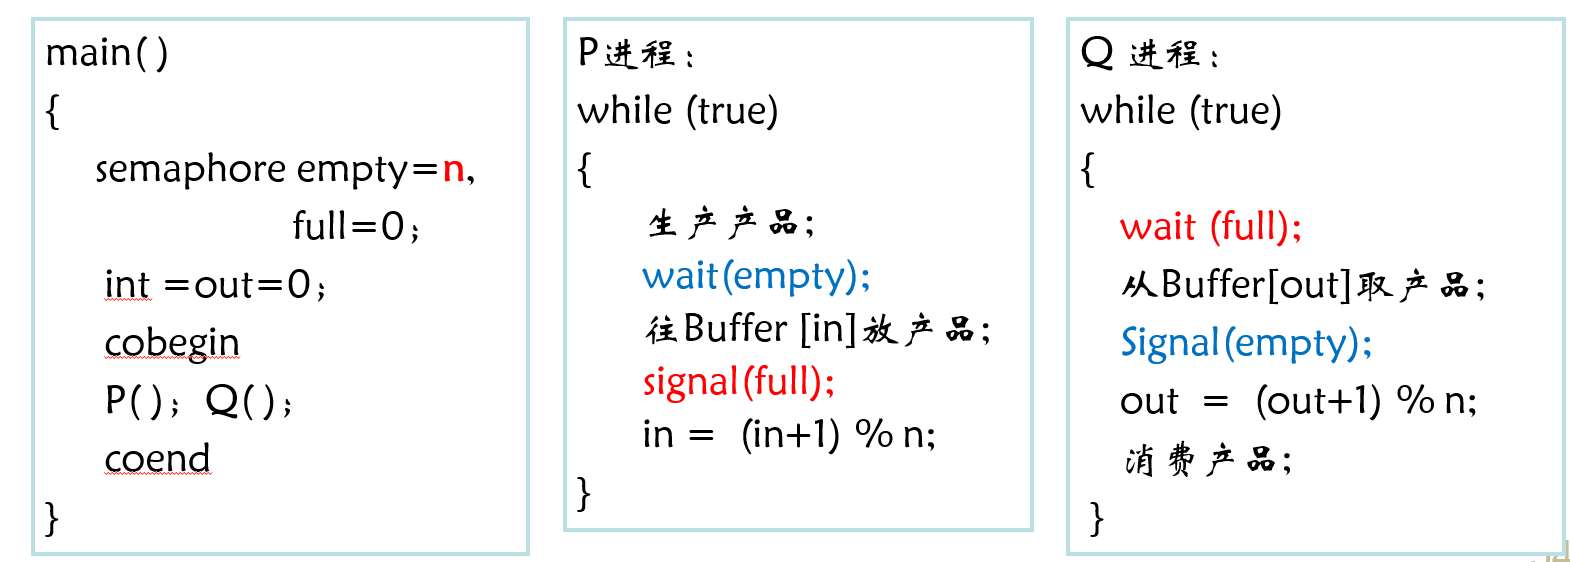 main( )
{
semaphore empty=n,
full=0;
int =out=0;
cobegin
P( ); Q( );
coend
}
P进程:
while (true)
{
生产产品;
wait(empty);
往Buffer [in]放产品;
signal(full);
in = (in+1) % n;
}
Q 进程:
while (true)
{
wait (full);
从Buffer[out]取产品;
Signal(empty);
out = (out+1) % n;
消费产品;
}